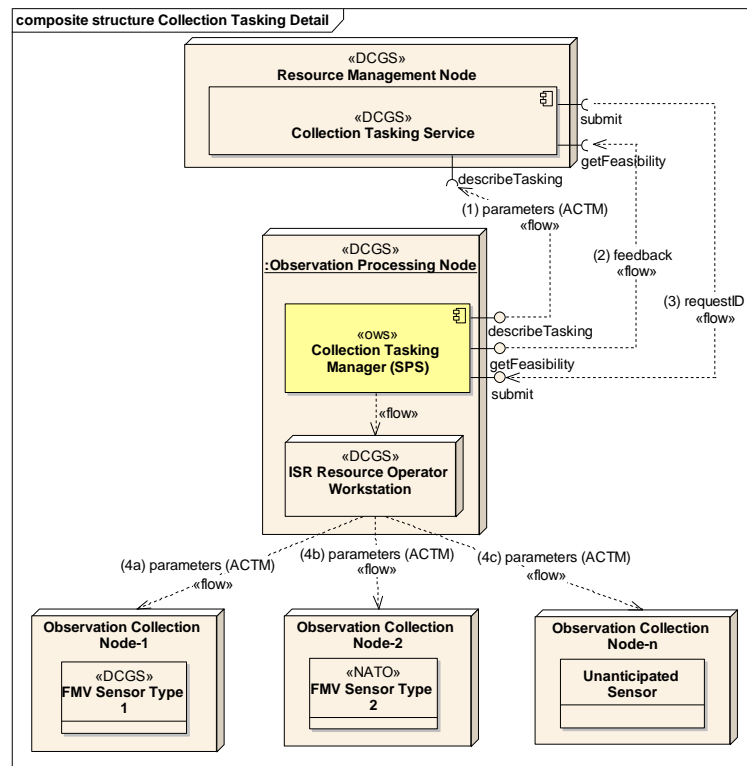 composite structure Collection Tasking Detail
«DCGS»
Resource Management Node
«DCGS»
Collection Tasking Service
submit
getFeasibility
describeTasking
(1) parameters (ACTM)
«flow»
(2) feedback
«flow»
(3) requestID
«flow»
«DCGS»
:Observation Processing Node
«ows»
Collection Tasking
Manager (SPS)
describeTasking
getFeasibility
submit
«flow»
«DCGS»
ISR Resource Operator
Workstation
(4a) parameters (ACTM)
«flow»
(4b) parameters (ACTM)
«flow»
(4c) parameters (ACTM)
«flow»
Observation Collection
Node-1
«DCGS»
FMV Sensor Type
1
Observation Collection
Node-2
«NATO»
FMV Sensor Type
2
Observation Collection
Node-n
Unanticipated
Sensor